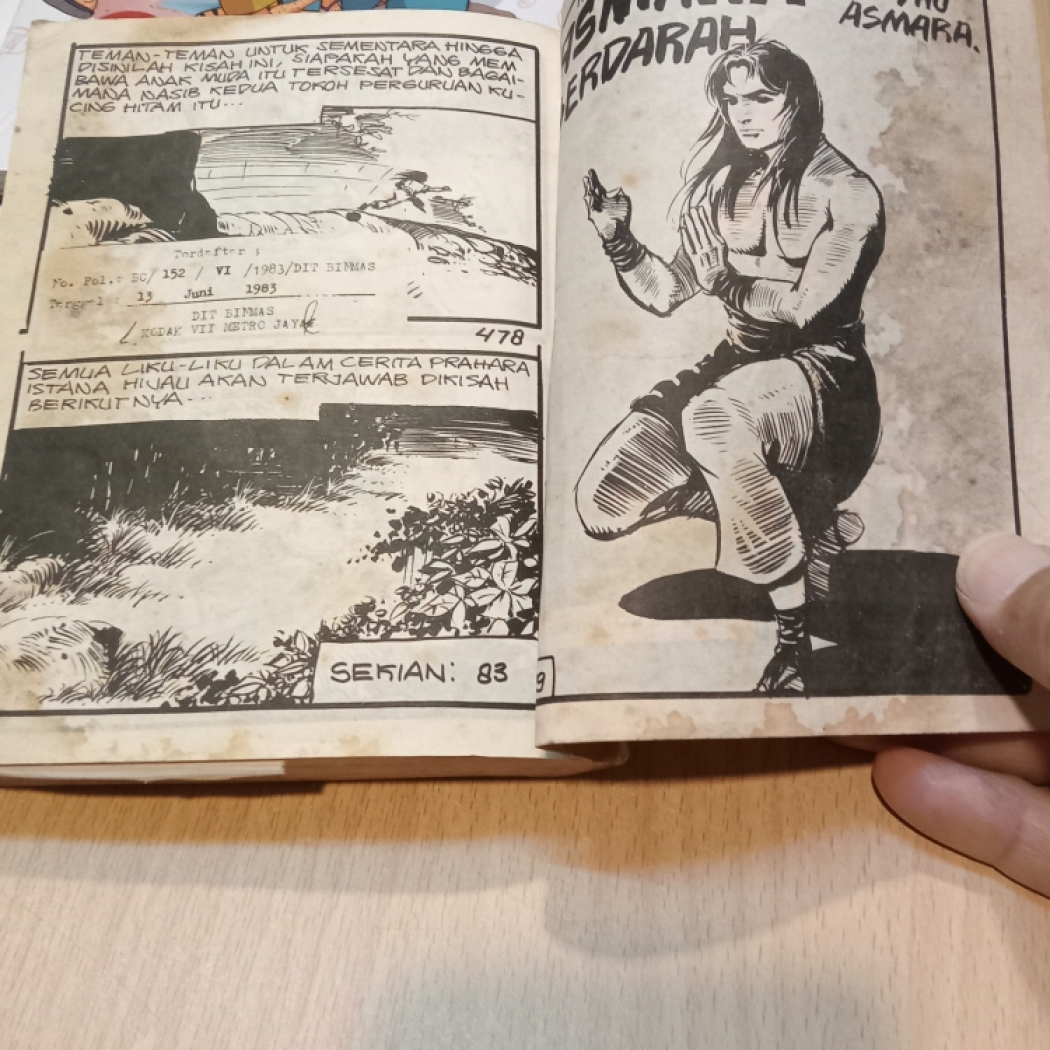 TEMAN-TEMAN UNTUK SEMENTARA HINGGA
DISINILAH KISAH INI, SIAPAKAH YANG MEM
BAWA ANAK MUDA ITU TERSESAT DAN BAGAI-
MANA NASIB KEDUA TOKOH PERGURUAN KU-
CING HITAM ITU...
Terdaftar :
No. Pol.: BC/ 152 / VI /1983/DIT BINMAS
Tanggal : 13 Juni 1983
DIT BINMAS
KODAK VII METRO JAYA
478
SEMUA LIKU-LIKU DALAM CERITA PRAHARA
ISTANA HIJAU AKAN TERJAWAB DIKISAH
BERIKUTNYA...
SEKIAN: 83
9
ERDARAH
ASMARA.